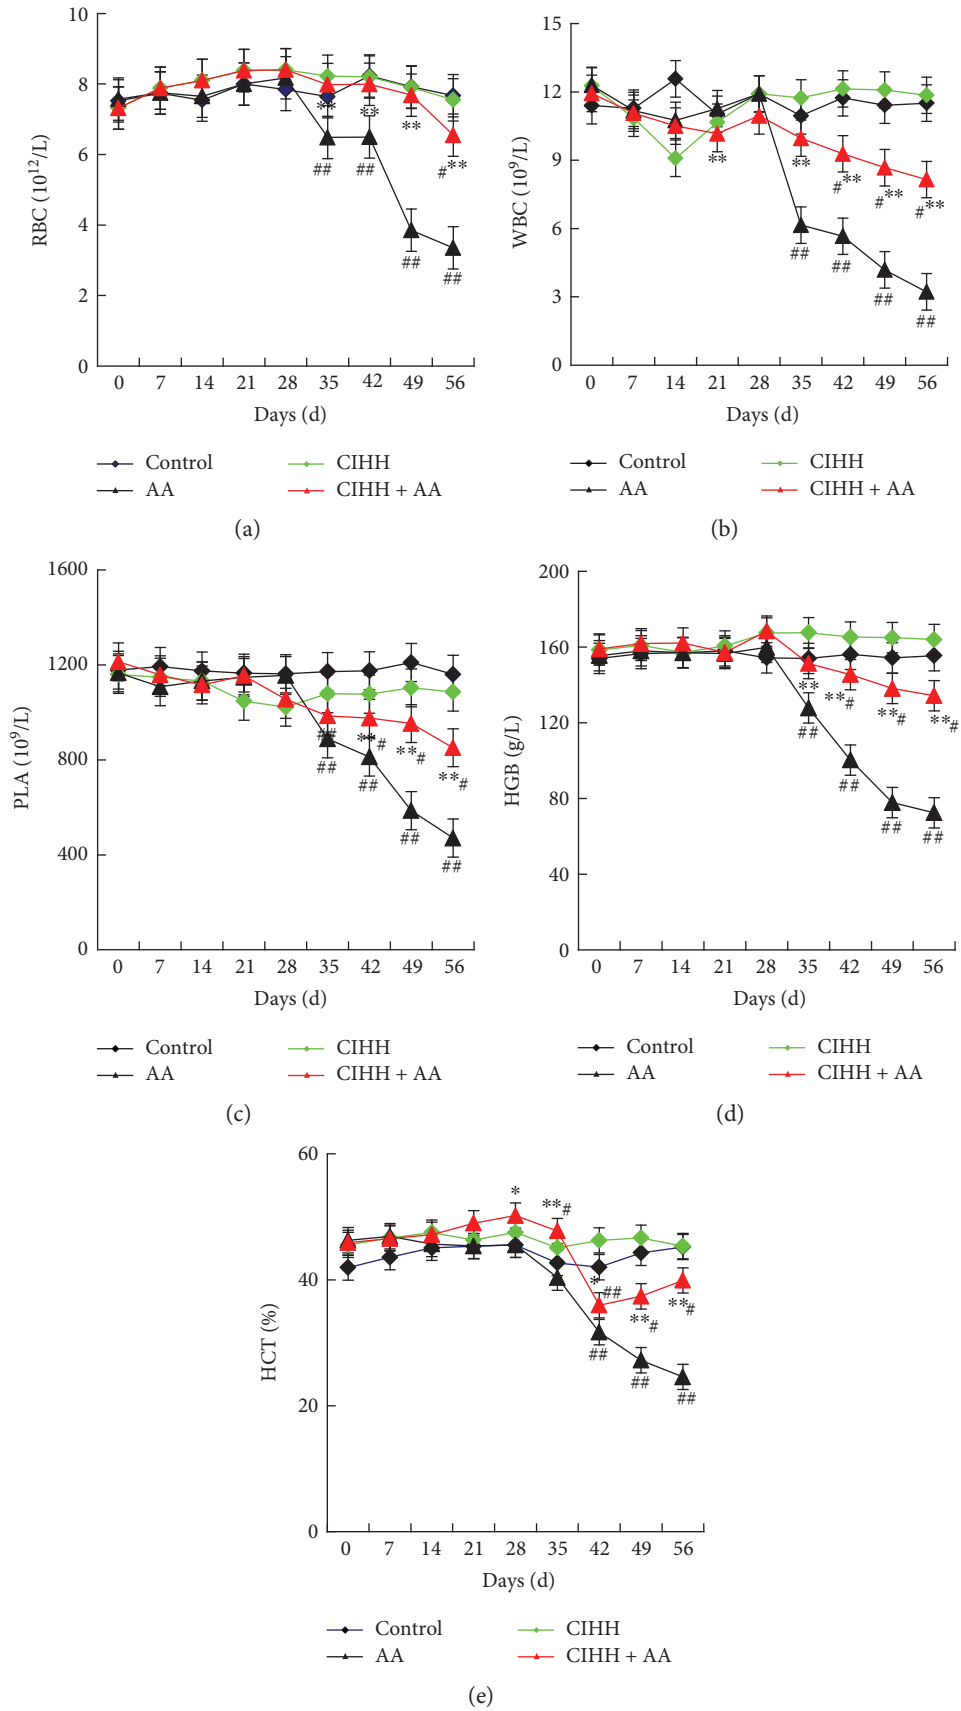 10
8
6
4
2
0
RBC (10¹²/L)
** ** ** #**
## ## ## ##
0 7 14 21 28 35 42 49 56
Days (d)
Control CIHH
AA CIHH + AA
(a)
15
12
9
6
3
0
WBC (10⁹/L)
** ** #** #** #**
## ## ## ##
0 7 14 21 28 35 42 49 56
Days (d)
Control CIHH
AA CIHH + AA
(b)
1600
1200
800
400
0
PLA (10⁹/L)
## **# **# **#
## ## ## ##
0 7 14 21 28 35 42 49 56
Days (d)
Control CIHH
AA CIHH + AA
(c)
200
160
120
80
40
0
HGB (g/L)
** **# **# **#
## ## ## ##
0 7 14 21 28 35 42 49 56
Days (d)
Control CIHH
AA CIHH + AA
(d)
60
40
20
0
HCT (%)
* **# *## **# **#
## ## ##
0 7 14 21 28 35 42 49 56
Days (d)
Control CIHH
AA CIHH + AA
(e)